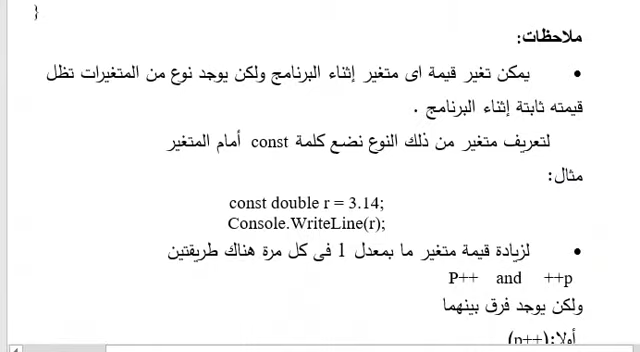 }
ملاحظات:
• يمكن تغير قيمة اى متغير إثناء البرنامج ولكن يوجد نوع من المتغيرات تظل
قيمته ثابتة إثناء البرنامج .
لتعريف متغير من ذلك النوع نضع كلمة const أمام المتغير
مثال:
const double r = 3.14;
Console.WriteLine(r);
• لزيادة قيمة متغير ما بمعدل 1 فى كل مرة هناك طريقتين
P++ and ++p
ولكن يوجد فرق بينهما
أولا:(p++)